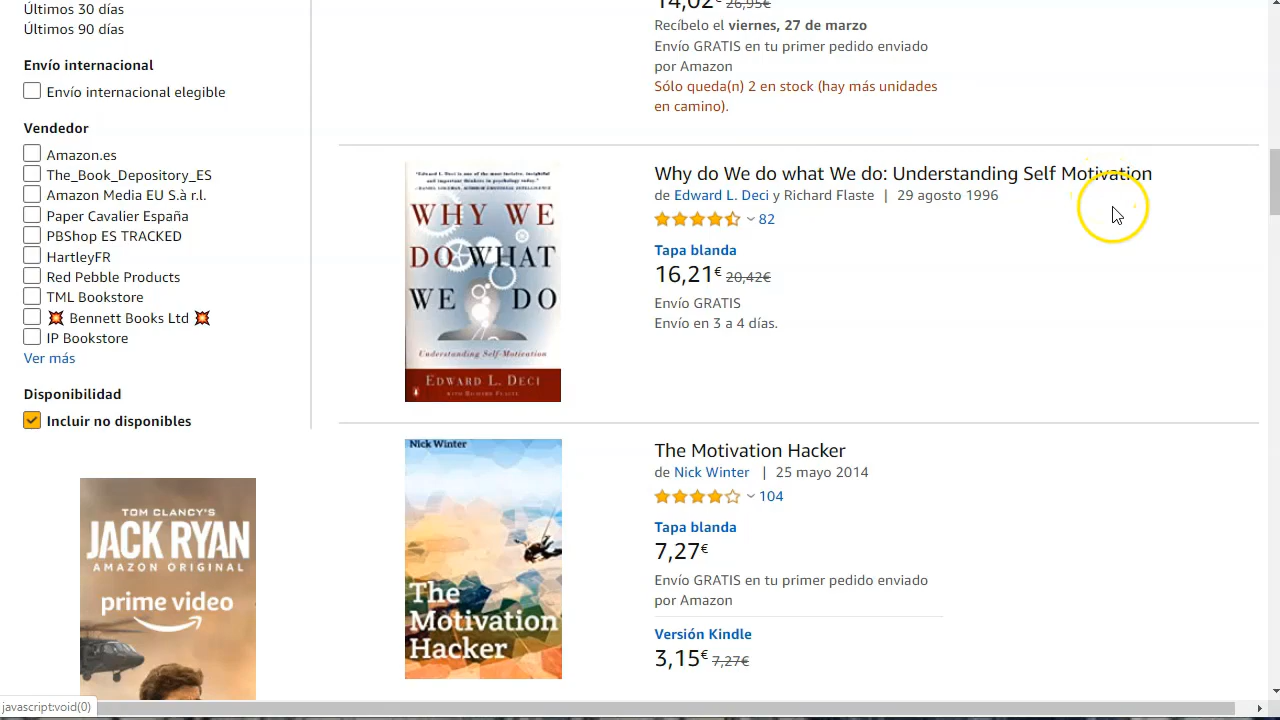 Últimos 30 días
Últimos 90 días
Envío internacional
Envío internacional elegible
Vendedor
Amazon.es
The_Book_Depository_ES
Media EU S.à r.l.
Paper Cavalier España
PBShop ES TRACKED
HartleyFR
Red Pebble Products
TML Bookstore
💥 Bennett Books Ltd 💥
IP Bookstore
Ver más
Disponibilidad
Incluir no disponibles
TOM CLANCY'S
JACK RYAN
AMAZON ORIGINAL
prime video
javascript:void(0)
14,02€ 26,95€
Recíbelo el viernes, 27 de marzo
Envío GRATIS en tu primer pedido enviado
por Amazon
Sólo queda(n) 2 en stock (hay más unidades
en camino).
WHY WE
DO WHAT
WE DO
Understanding Self-Motivation
EDWARD L. DECI
WITH RICHARD FLASTE
Why do We do what We do: Understanding Self Motivation
de Edward L. Deci y Richard Flaste | 29 agosto 1996
82
Tapa blanda
16,21€ 20,42€
Envío GRATIS
Envío en 3 a 4 días.
Nick Winter
The
Motivation
Hacker
The Motivation Hacker
de Nick Winter | 25 mayo 2014
104
Tapa blanda
7,27€
Envío GRATIS en tu primer pedido enviado
por Amazon
Versión Kindle
3,15€ 7,27€